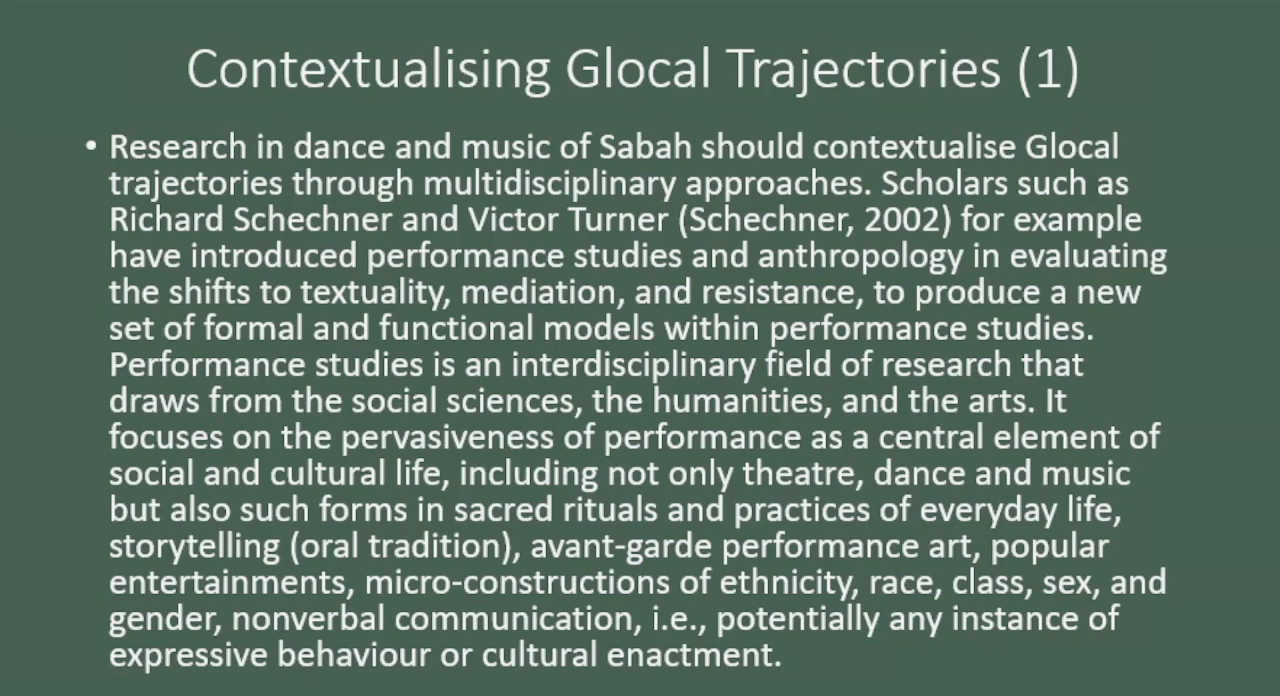 Contextualising Glocal Trajectories (1)
• Research in dance and music of Sabah should contextualise Glocal
trajectories through multidisciplinary approaches. Scholars such as
Richard Schechner and Victor Turner (Schechner, 2002) for example
have introduced performance studies and anthropology in evaluating
the shifts to textuality, mediation, and resistance, to produce a new
set of formal and functional models within performance studies.
Performance studies is an interdisciplinary field of research that
draws from the social sciences, the humanities, and the arts. It
focuses on the pervasiveness of performance as a central element of
social and cultural life, including not only theatre, dance and music
but also such forms in sacred rituals and practices of everyday life,
storytelling (oral tradition), avant-garde performance art, popular
entertainments, micro-constructions of ethnicity, race, class, sex, and
gender, nonverbal communication, i.e., potentially any instance of
expressive behaviour or cultural enactment.